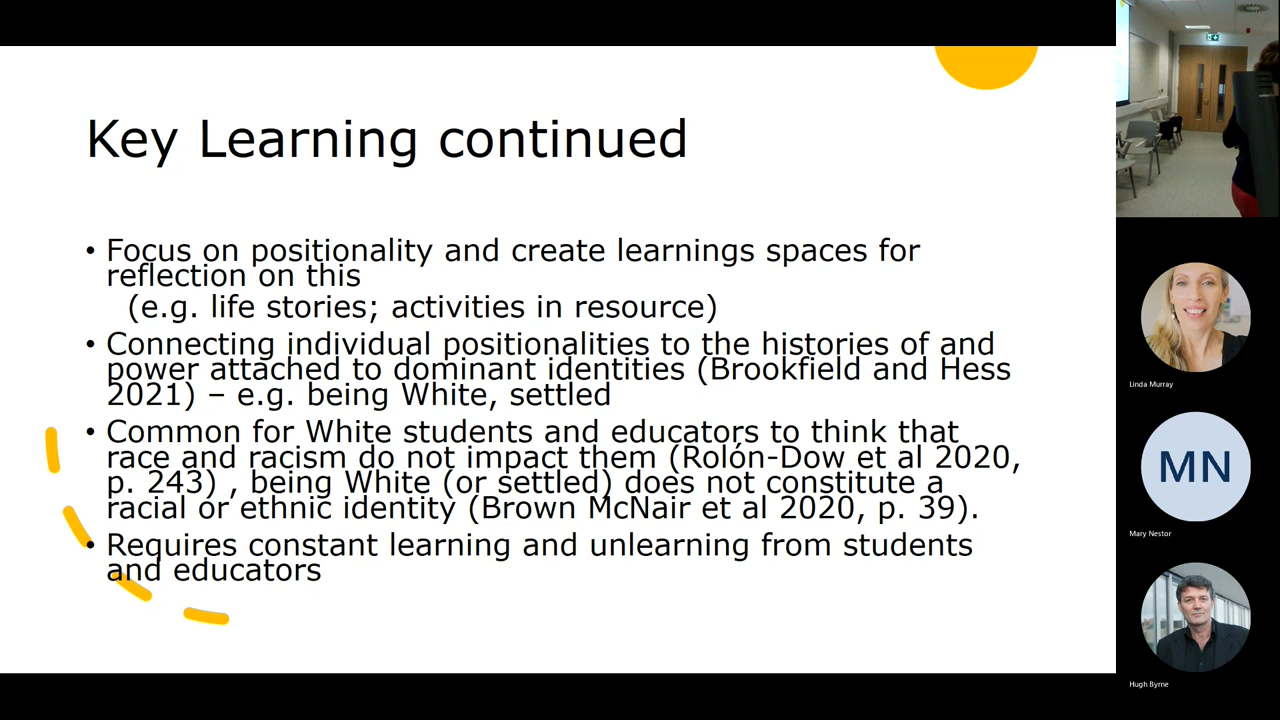 Key Learning continued
• Focus on positionality and create learnings spaces for
reflection on this
(e.g. life stories; activities in resource)
• Connecting individual positionalities to the histories of and
power attached to dominant identities (Brookfield and Hess
2021) – e.g. being White, settled
• Common for White students and educators to think that
race and racism do not impact them (Rolón-Dow et al 2020,
p. 243) , being White (or settled) does not constitute a
racial or ethnic identity (Brown McNair et al 2020, p. 39).
• Requires constant learning and unlearning from students
and educators
Linda Murray
MN
Mary Nestor
Hugh Byrne